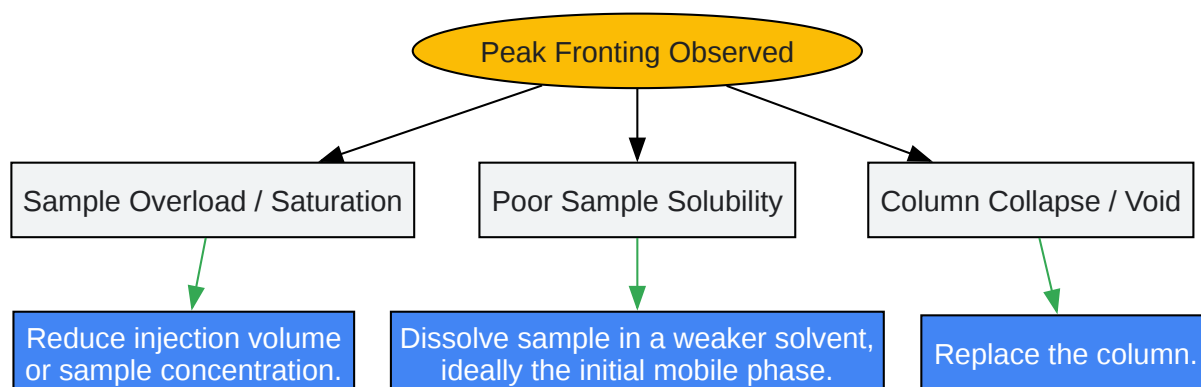 Peak Fronting Observed
Sample Overload / Saturation
Poor Sample Solubility
Column Collapse / Void
Reduce injection volume
or sample concentration.
Dissolve sample in a weaker solvent,
ideally the initial mobile phase.
Replace the column.